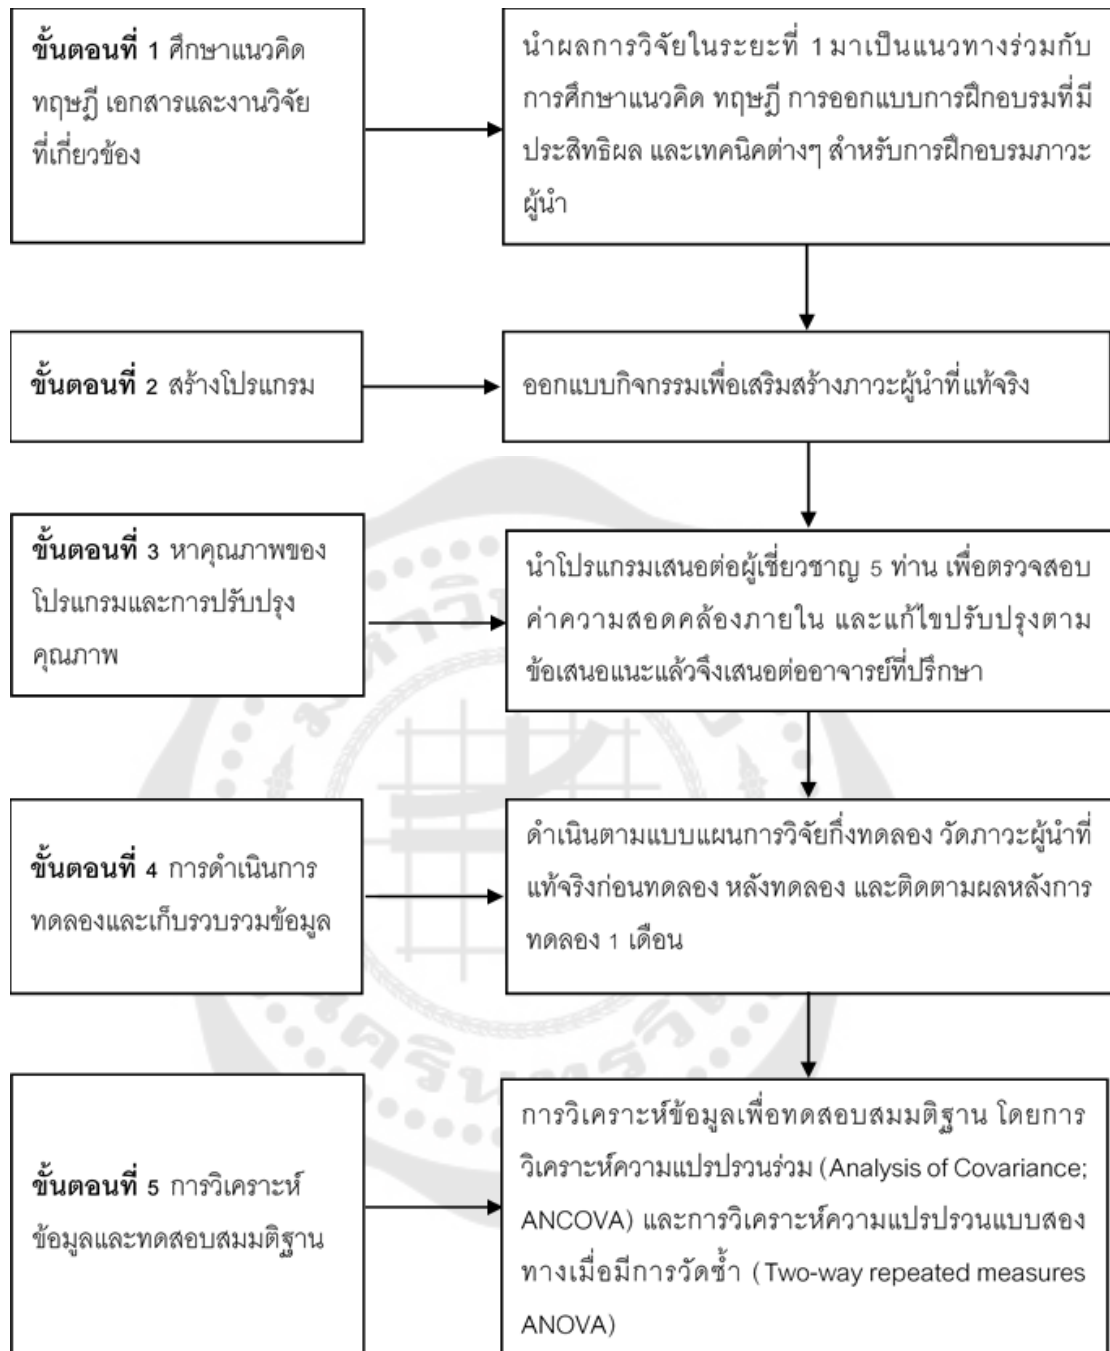 ขั้นตอนที่ 1 ศึกษาแนวคิด
ทฤษฎี เอกสารและงานวิจัย
ที่เกี่ยวข้อง
นำผลการวิจัยในระยะที่ 1 มาเป็นแนวทางร่วมกับ
การศึกษาแนวคิด ทฤษฎี การออกแบบการฝึกอบรมที่มี
ประสิทธิผล และเทคนิคต่างๆ สำหรับการฝึกอบรมภาวะ
ผู้นำ
ขั้นตอนที่ 2 สร้างโปรแกรม
ออกแบบกิจกรรมเพื่อเสริมสร้างภาวะผู้นำที่แท้จริง
ขั้นตอนที่ 3 หาคุณภาพของ
โปรแกรมและการปรับปรุง
คุณภาพ
นำโปรแกรมเสนอต่อผู้เชี่ยวชาญ 5 ท่าน เพื่อตรวจสอบ
ค่าความสอดคล้องภายใน และแก้ไขปรับปรุงตาม
ข้อเสนอแนะแล้วจึงเสนอต่ออาจารย์ที่ปรึกษา
ขั้นตอนที่ 4 การดำเนินการ
ทดลองและเก็บรวบรวมข้อมูล
ดำเนินตามแบบแผนการวิจัยกึ่งทดลอง วัดภาวะผู้นำที่
แท้จริงก่อนทดลอง หลังทดลอง และติดตามผลหลังการ
ทดลอง 1 เดือน
ขั้นตอนที่ 5 การวิเคราะห์
ข้อมูลและทดสอบสมมติฐาน
การวิเคราะห์ข้อมูลเพื่อทดสอบสมมติฐาน โดยการ
วิเคราะห์ความแปรปรวนร่วม (Analysis of Covariance;
ANCOVA) และการวิเคราะห์ความแปรปรวนแบบสอง
ทางเมื่อมีการวัดซ้ำ (Two-way repeated measures
ANOVA)